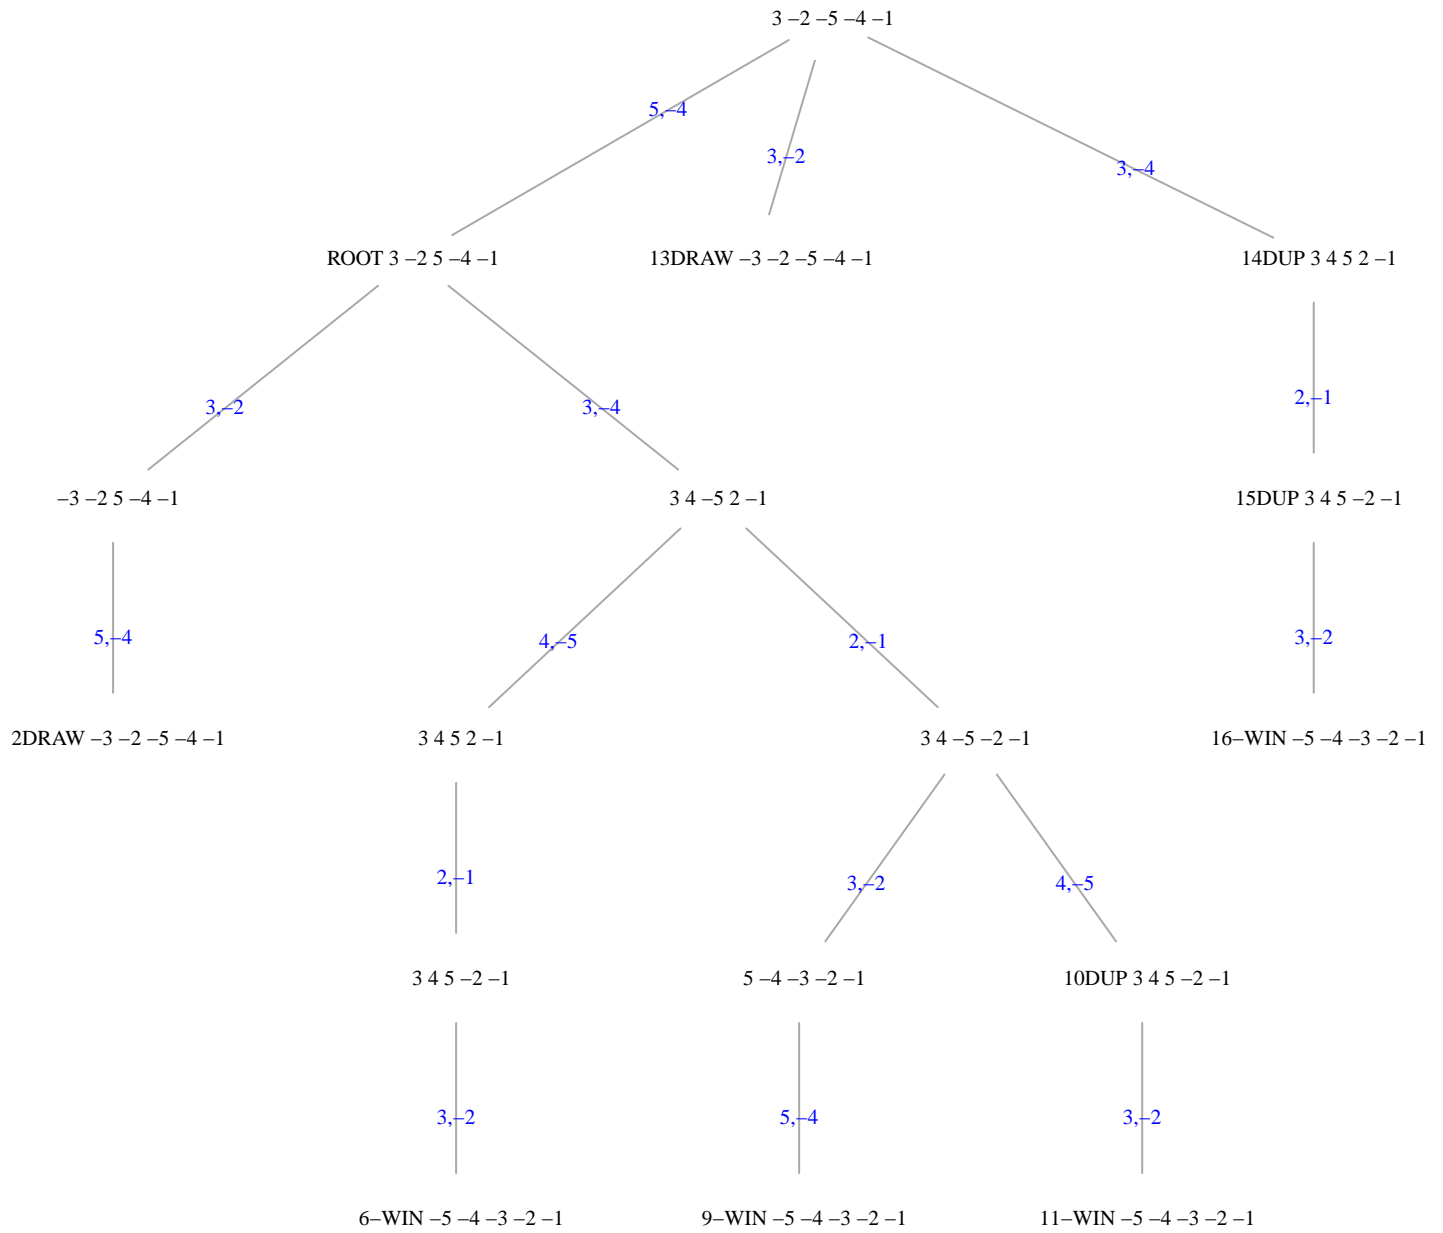 3 –2 –5 –4 –1
5,–4
3,–2
3,–4
ROOT 3 –2 5 –4 –1
13DRAW –3 –2 –5 –4 –1
14DUP 3 4 5 2 –1
3,–2
3,–4
2,–1
–3 –2 5 –4 –1
3 4 –5 2 –1
15DUP 3 4 5 –2 –1
5,–4
4,–5
2,–1
3,–2
2DRAW –3 –2 –5 –4 –1
3 4 5 2 –1
3 4 –5 –2 –1
16–WIN –5 –4 –3 –2 –1
2,–1
3,–2
4,–5
3 4 5 –2 –1
5 –4 –3 –2 –1
10DUP 3 4 5 –2 –1
3,–2
5,–4
3,–2
6–WIN –5 –4 –3 –2 –1
9–WIN –5 –4 –3 –2 –1
11–WIN –5 –4 –3 –2 –1